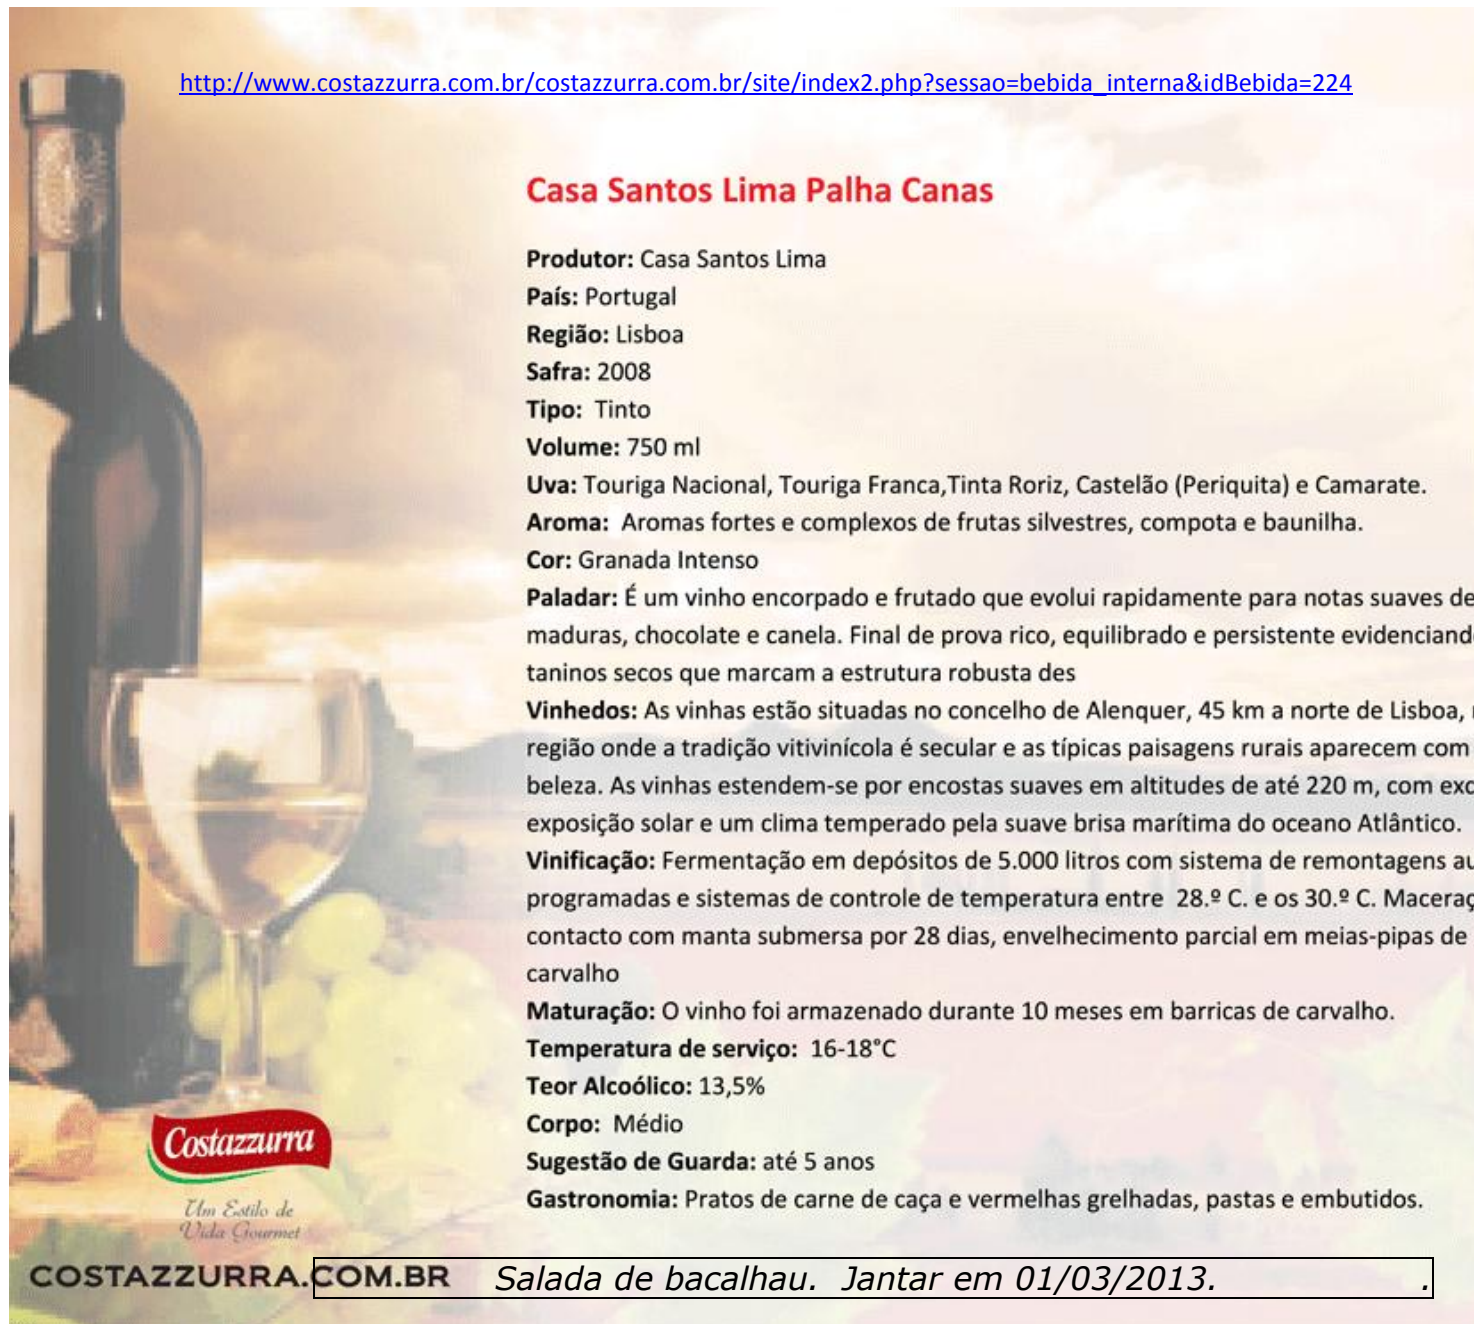 http://www.costazzurra.com.br/costazzurra.com.br/site/index2.php?sessao=bebida_interna&idBebida=224
Casa Santos Lima Palha Canas
Produtor: Casa Santos Lima
País: Portugal
Região: Lisboa
Safra: 2008
Tipo: Tinto
Volume: 750 ml
Uva: Touriga Nacional, Touriga Franca,Tinta Roriz, Castelão (Periquita) e Camarate.
Aroma: Aromas fortes e complexos de frutas silvestres, compota e baunilha.
Cor: Granada Intenso
Paladar: É um vinho encorpado e frutado que evolui rapidamente para notas suaves de
maduras, chocolate e canela. Final de prova rico, equilibrado e persistente evidenciand
taninos secos que marcam a estrutura robusta des
Vinhedos: As vinhas estão situadas no concelho de Alenquer, 45 km a norte de Lisboa,
região onde a tradição vitivinícola é secular e as típicas paisagens rurais aparecem com
beleza. As vinhas estendem-se por encostas suaves em altitudes de até 220 m, com exc
exposição solar e um clima temperado pela suave brisa marítima do oceano Atlântico.
Vinificação: Fermentação em depósitos de 5.000 litros com sistema de remontagens au
programadas e sistemas de controle de temperatura entre 28.º C. e os 30.º C. Maceraç
contacto com manta submersa por 28 dias, envelhecimento parcial em meias-pipas de
carvalho
Maturação: O vinho foi armazenado durante 10 meses em barricas de carvalho.
Temperatura de serviço: 16-18°C
Teor Alcoólico: 13,5%
Corpo: Médio
Sugestão de Guarda: até 5 anos
Gastronomia: Pratos de carne de caça e vermelhas grelhadas, pastas e embutidos.
Costazzurra
Um Estilo de
Vida Gourmet
COSTAZZURRA.COM.BR
Salada de bacalhau. Jantar em 01/03/2013. .